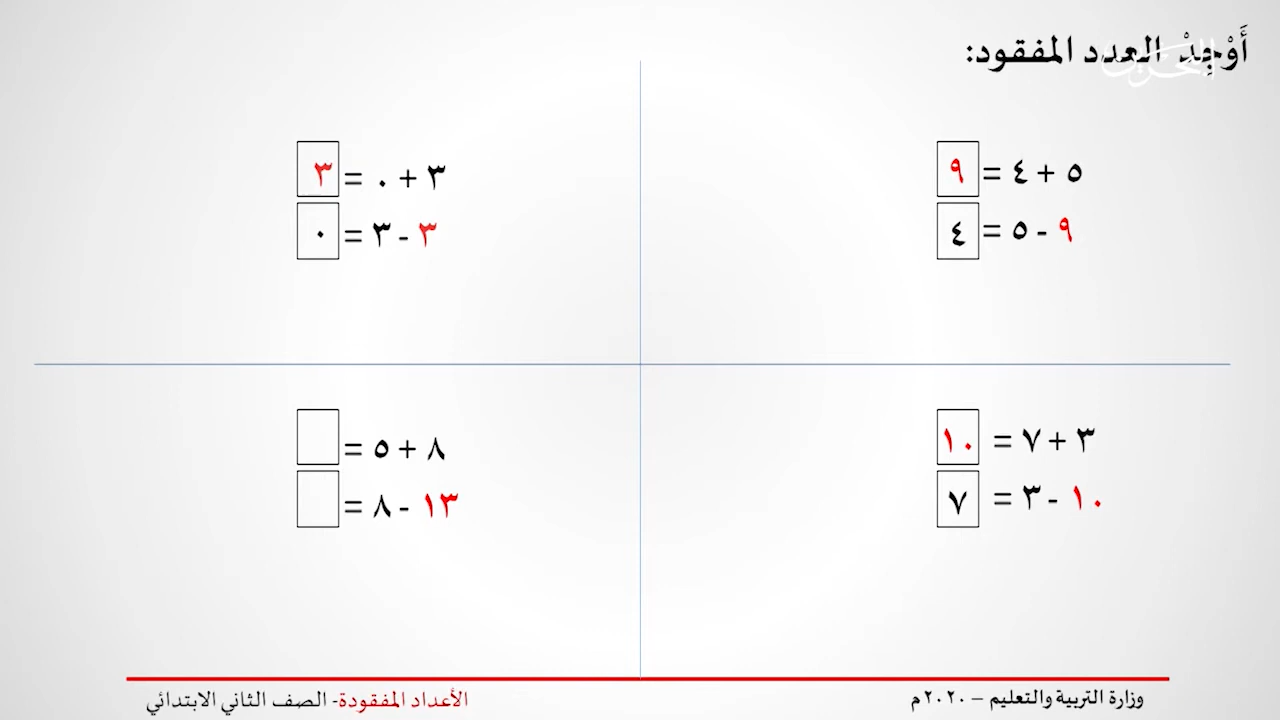 أَوْجِدْ العدد المفقود:
٥ + ٤ = ٩
٩ - ٥ = ٤
٣ + ٠ = ٣
٣ - ٣ = ٠
٣ + ٧ = ١٠
١٠ - ٣ = ٧
٨ + ٥ =
١٣ - ٨ =
وزارة التربية والتعليم – ٢٠٢٠م
الأعداد المفقودة- الصف الثاني الابتدائي
البحرين